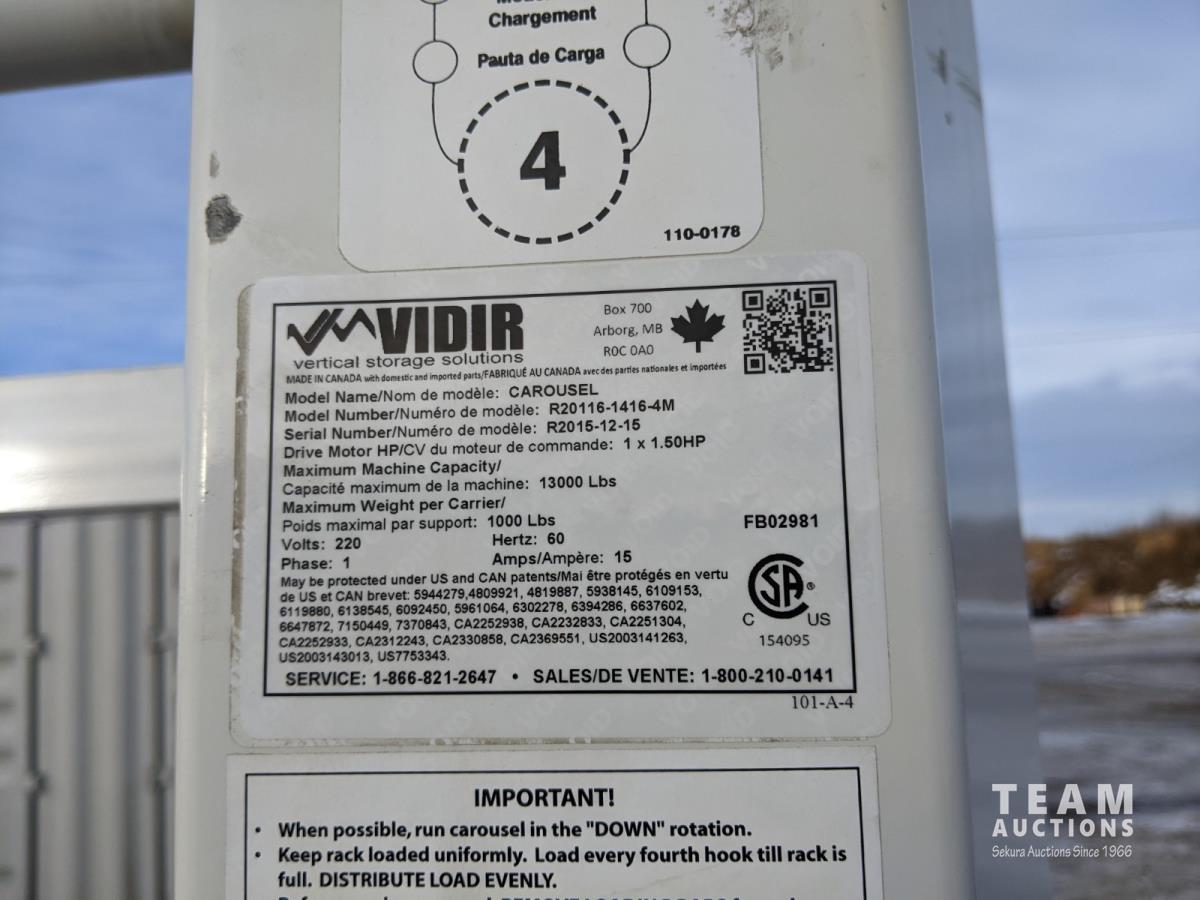 Chargement
Pauta de Carga
4
110-0178
VIDIR
vertical storage solutions
Box 700
Arborg, MB
R0C 0A0
MADE IN CANADA with domestic and imported parts/FABRIQUÉ AU CANADA avec des parties nationales et importées
Model Name/Nom de modèle: CAROUSEL
Model Number/Numéro de modèle: R20116-1416-4M
Serial Number/Numéro de modèle: R2015-12-15
Drive Motor HP/CV du moteur de commande: 1 x 1.50HP
Maximum Machine Capacity/
Capacité maximum de la machine: 13000 Lbs
Maximum Weight per Carrier/
Poids maximal par support: 1000 Lbs
FB02981
Volts: 220 Hertz: 60
Phase: 1 Amps/Ampère: 15
May be protected under US and CAN patents/Mai être protégés en vertu
de US et CAN brevet: 5944279,4809921, 4819887, 5938145, 6109153,
6119880, 6138545, 6092450, 5961064, 6302278, 6394286, 6637602,
6647872, 7150449, 7370843, CA2252938, CA2232833, CA2251304,
CA2252933, CA2312243, CA2330858, CA2369551, US2003141263,
US2003143013, US7753343.
C SA ® US
154095
SERVICE: 1-866-821-2647 • SALES/DE VENTE: 1-800-210-0141
101-A-4
IMPORTANT!
• When possible, run carousel in the "DOWN" rotation.
• Keep rack loaded uniformly. Load every fourth hook till rack is
full. DISTRIBUTE LOAD EVENLY.
TEAM
AUCTIONS
Sekura Auctions Since 1966